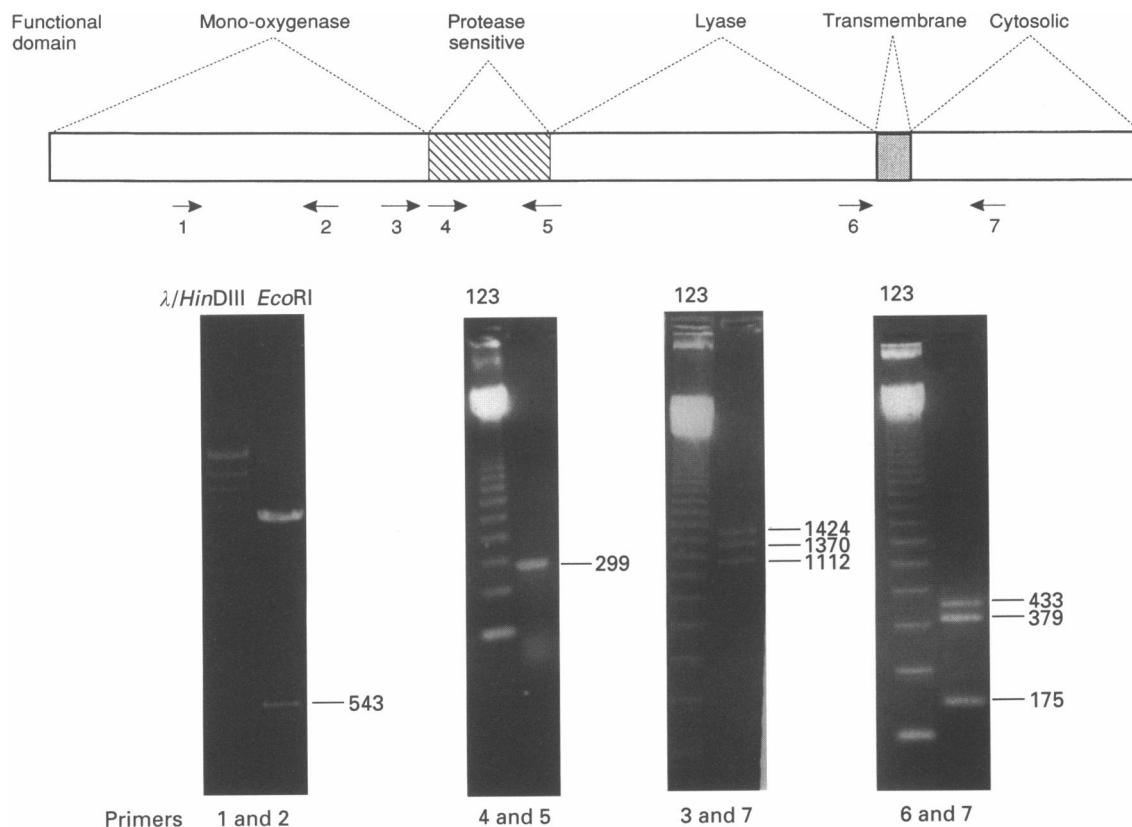 Functional domain
Mono-oxygenase
Protease sensitive
Lyase
Transmembrane
Cytosolic
1
2
3
4
5
6
7
λ/HinDIII EcoRI
123
123
123
543
299
1424
1370
1112
433
379
175
Primers 1 and 2 4 and 5 3 and 7 6 and 7